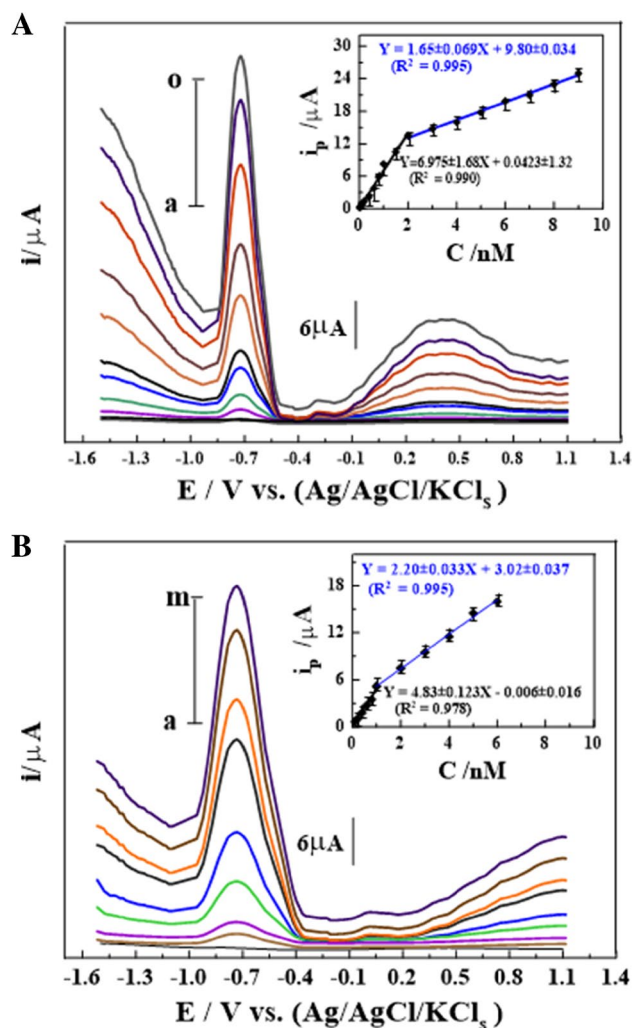 A
o
a
i/μA
6μA
30
24
18
12
6
0
i_p /μA
Y = 1.65±0.069X + 9.80±0.034
(R² = 0.995)
Y=6.975±1.68X + 0.0423±1.32
(R² = 0.990)
0 2 4 6 8 10
C /nM
-1.6 -1.3 -1.0 -0.7 -0.4 -0.1 0.2 0.5 0.8 1.1 1.4
E / V vs. (Ag/AgCl/KCl_s)
B
m
a
i/μA
6μA
18
12
6
0
i_p /μA
Y = 2.20±0.033X + 3.02±0.037
(R² = 0.995)
Y = 4.83±0.123X - 0.006±0.016
(R² = 0.978)
0 2 4 6 8 10
C /nM
-1.6 -1.3 -1.0 -0.7 -0.4 -0.1 0.2 0.5 0.8 1.1 1.4
E / V vs. (Ag/AgCl/KCl_s)